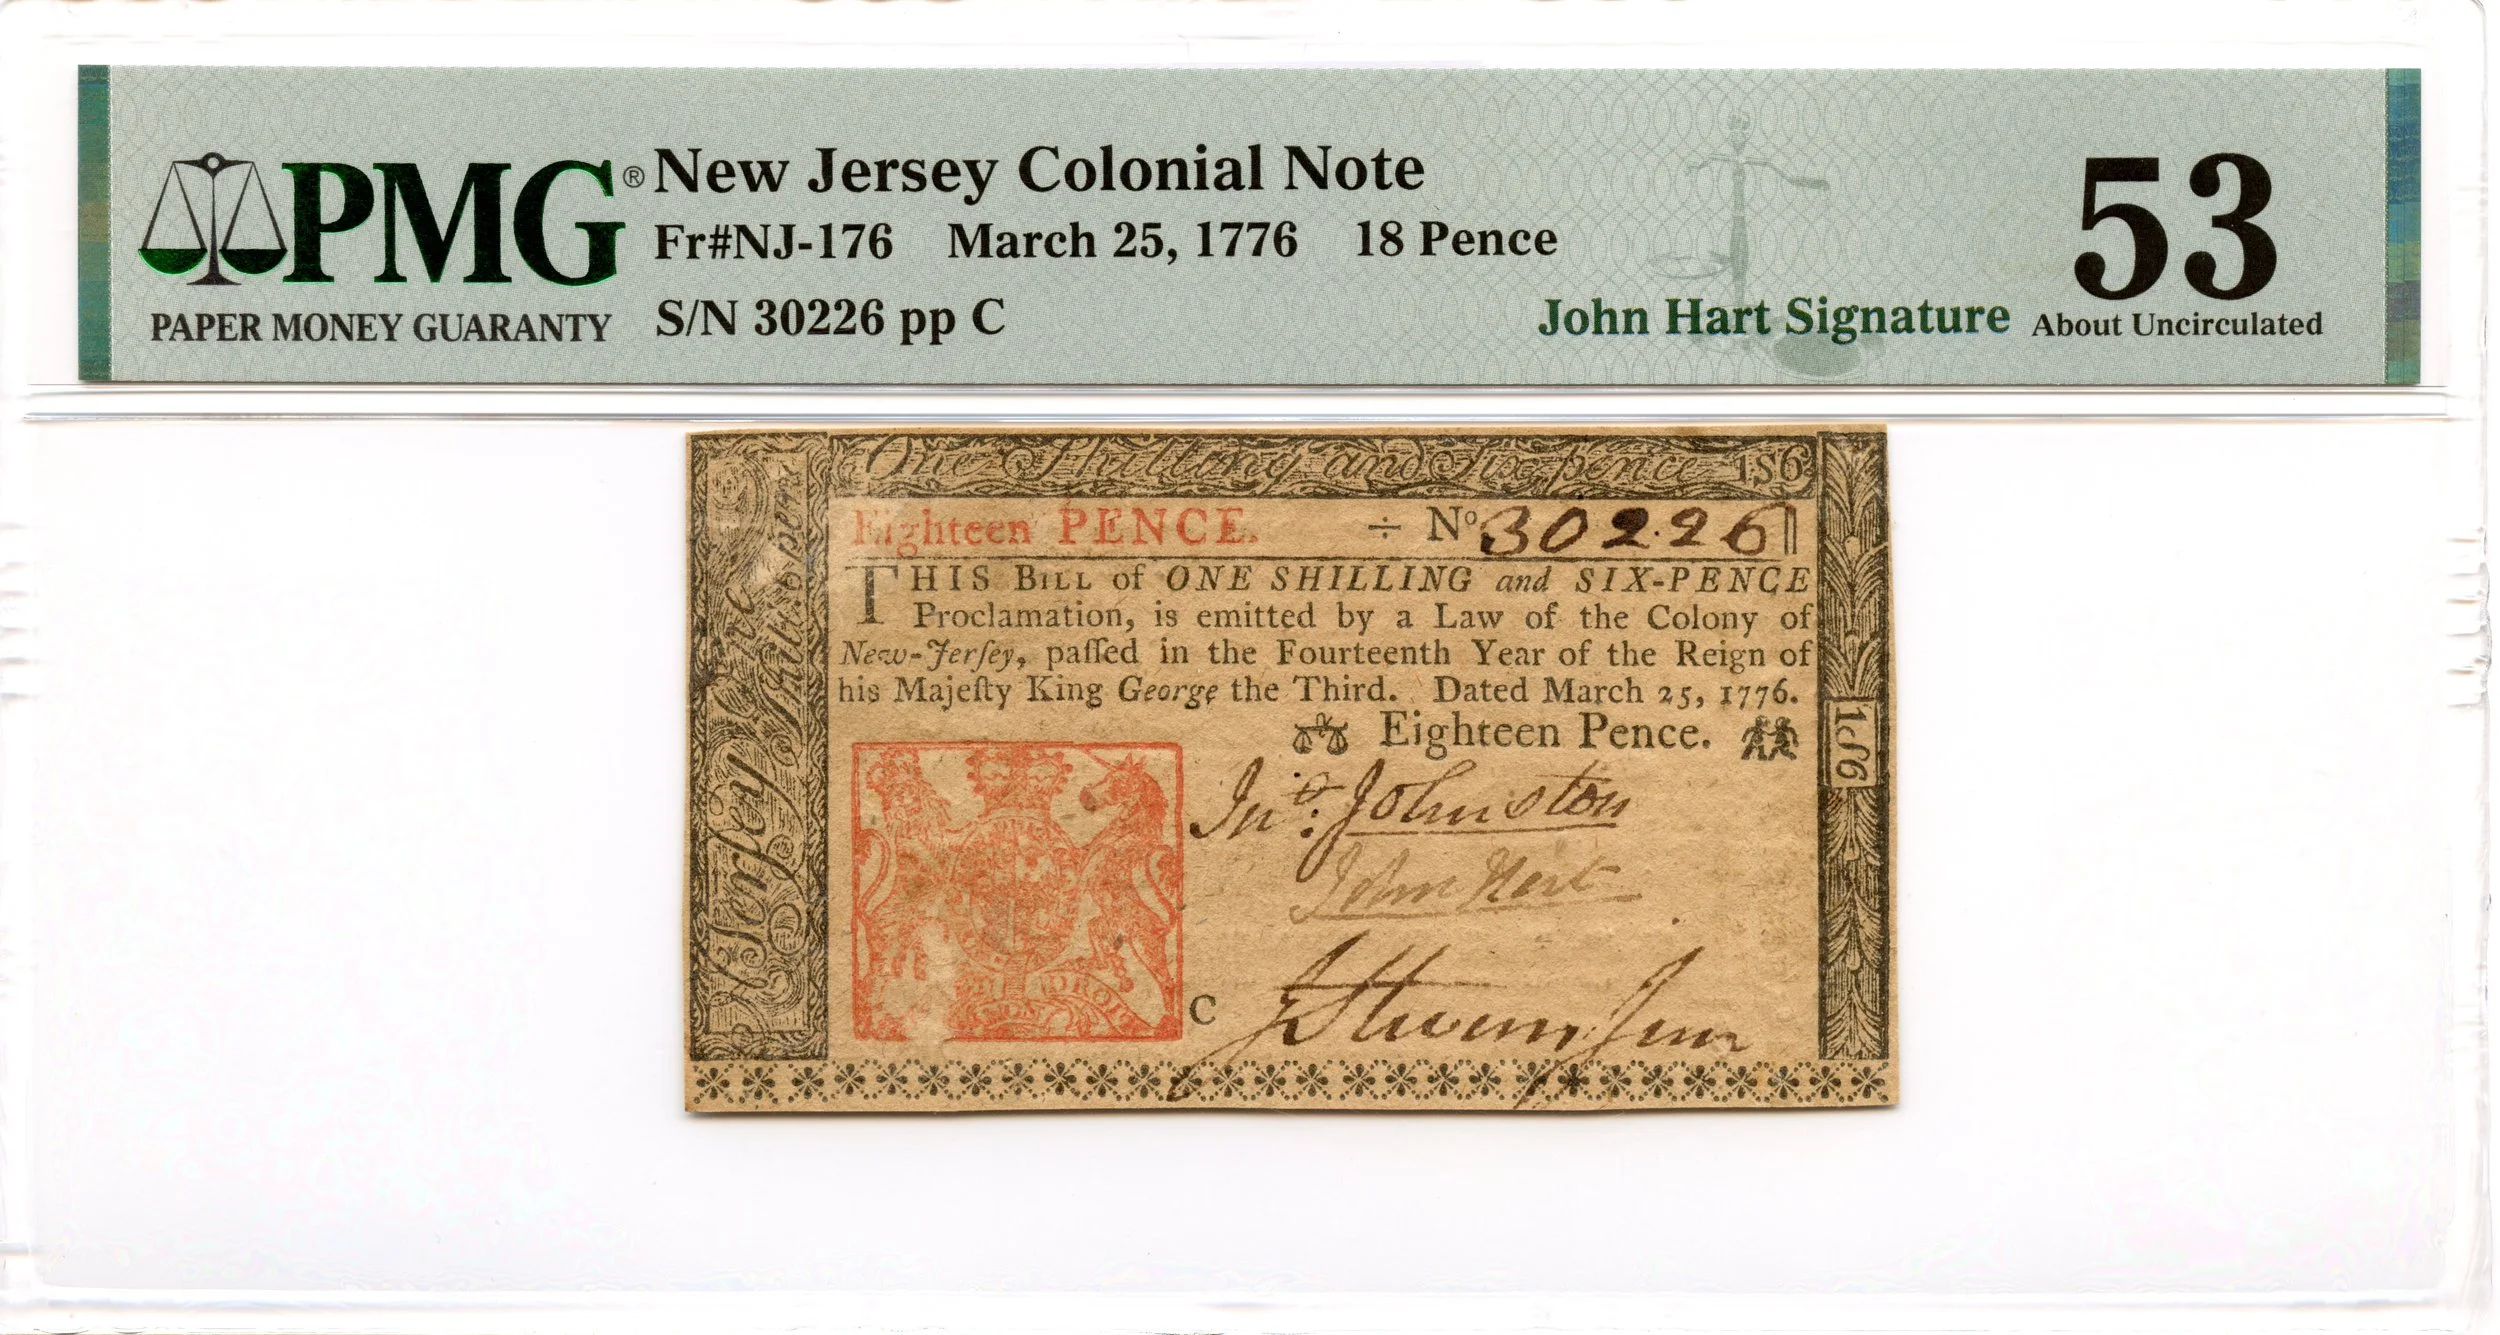 PMG®
PAPER MONEY GUARANTY
New Jersey Colonial Note
Fr#NJ-176 March 25, 1776 18 Pence
S/N 30226 pp C
John Hart Signature
53
About Uncirculated
One Shilling and Six-pence 1S6
Eighteen PENCE. ÷ No 30226
THIS BILL of ONE SHILLING and SIX-PENCE
Proclamation, is emitted by a Law of the Colony of
New-Jerſey, paſſed in the Fourteenth Year of the Reign of
his Majeſty King George the Third. Dated March 25, 1776.
Eighteen Pence.
1S6
Jno: Johnston
John Hart
C
DROIT